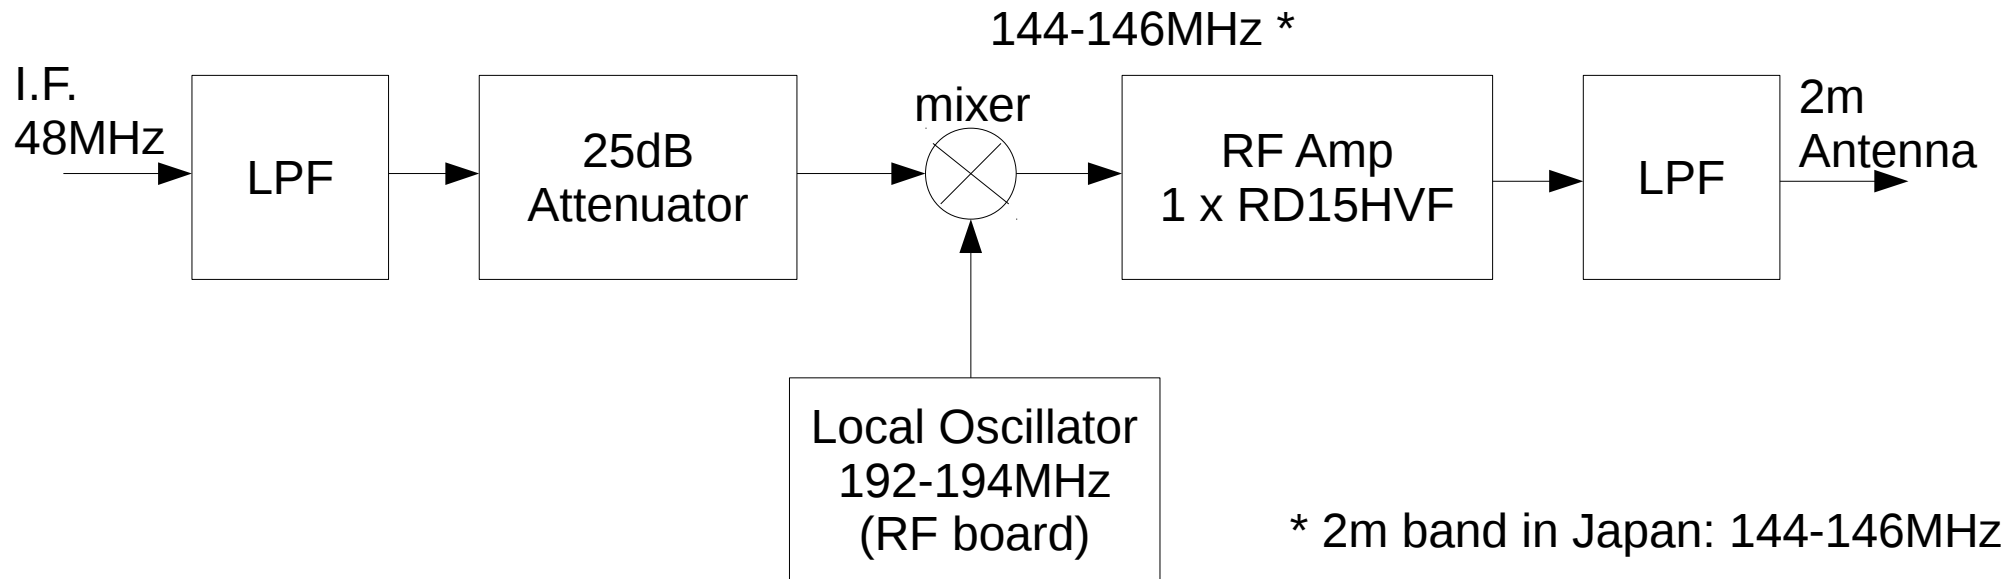 144-146MHz *
I.F.
48MHz
LPF
25dB
Attenuator
mixer
RF Amp
1 x RD15HVF
LPF
2m
Antenna
Local Oscillator
192-194MHz
(RF board)
* 2m band in Japan: 144-146MHz